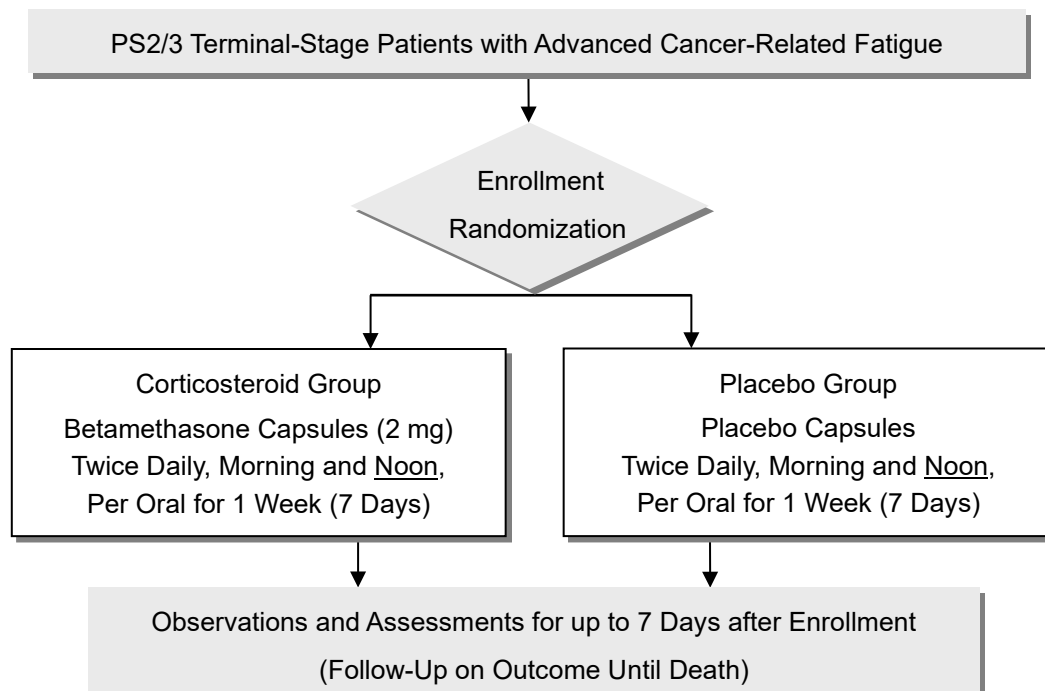 PS2/3 Terminal-Stage Patients with Advanced Cancer-Related Fatigue
Enrollment
Randomization
Corticosteroid Group
Betamethasone Capsules (2 mg)
Twice Daily, Morning and Noon,
Per Oral for 1 Week (7 Days)
Placebo Group
Placebo Capsules
Twice Daily, Morning and Noon,
Per Oral for 1 Week (7 Days)
Observations and Assessments for up to 7 Days after Enrollment
(Follow-Up on Outcome Until Death)